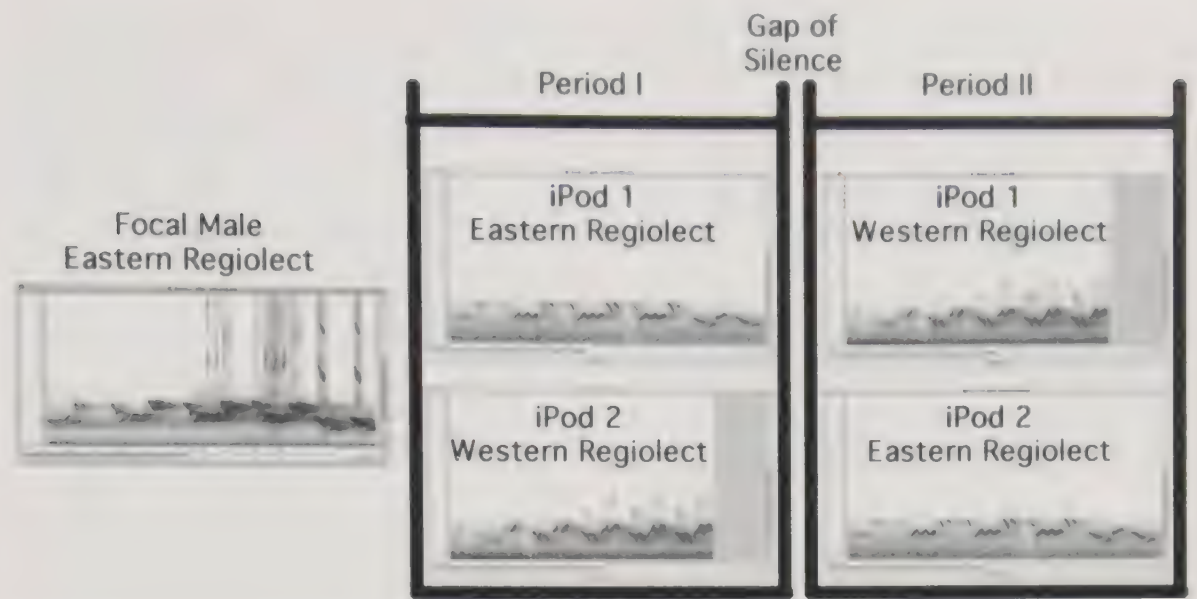 Gap of
Silence
Period I
Period II
Focal Male
Eastern Regiolect
iPod 1
Eastern Regiolect
iPod 2
Western Regiolect
iPod 1
Western Regiolect
iPod 2
Eastern Regiolect